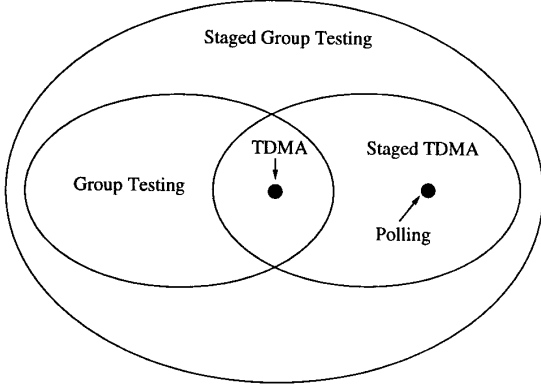 Staged Group Testing
TDMA
Staged TDMA
Group Testing
Polling